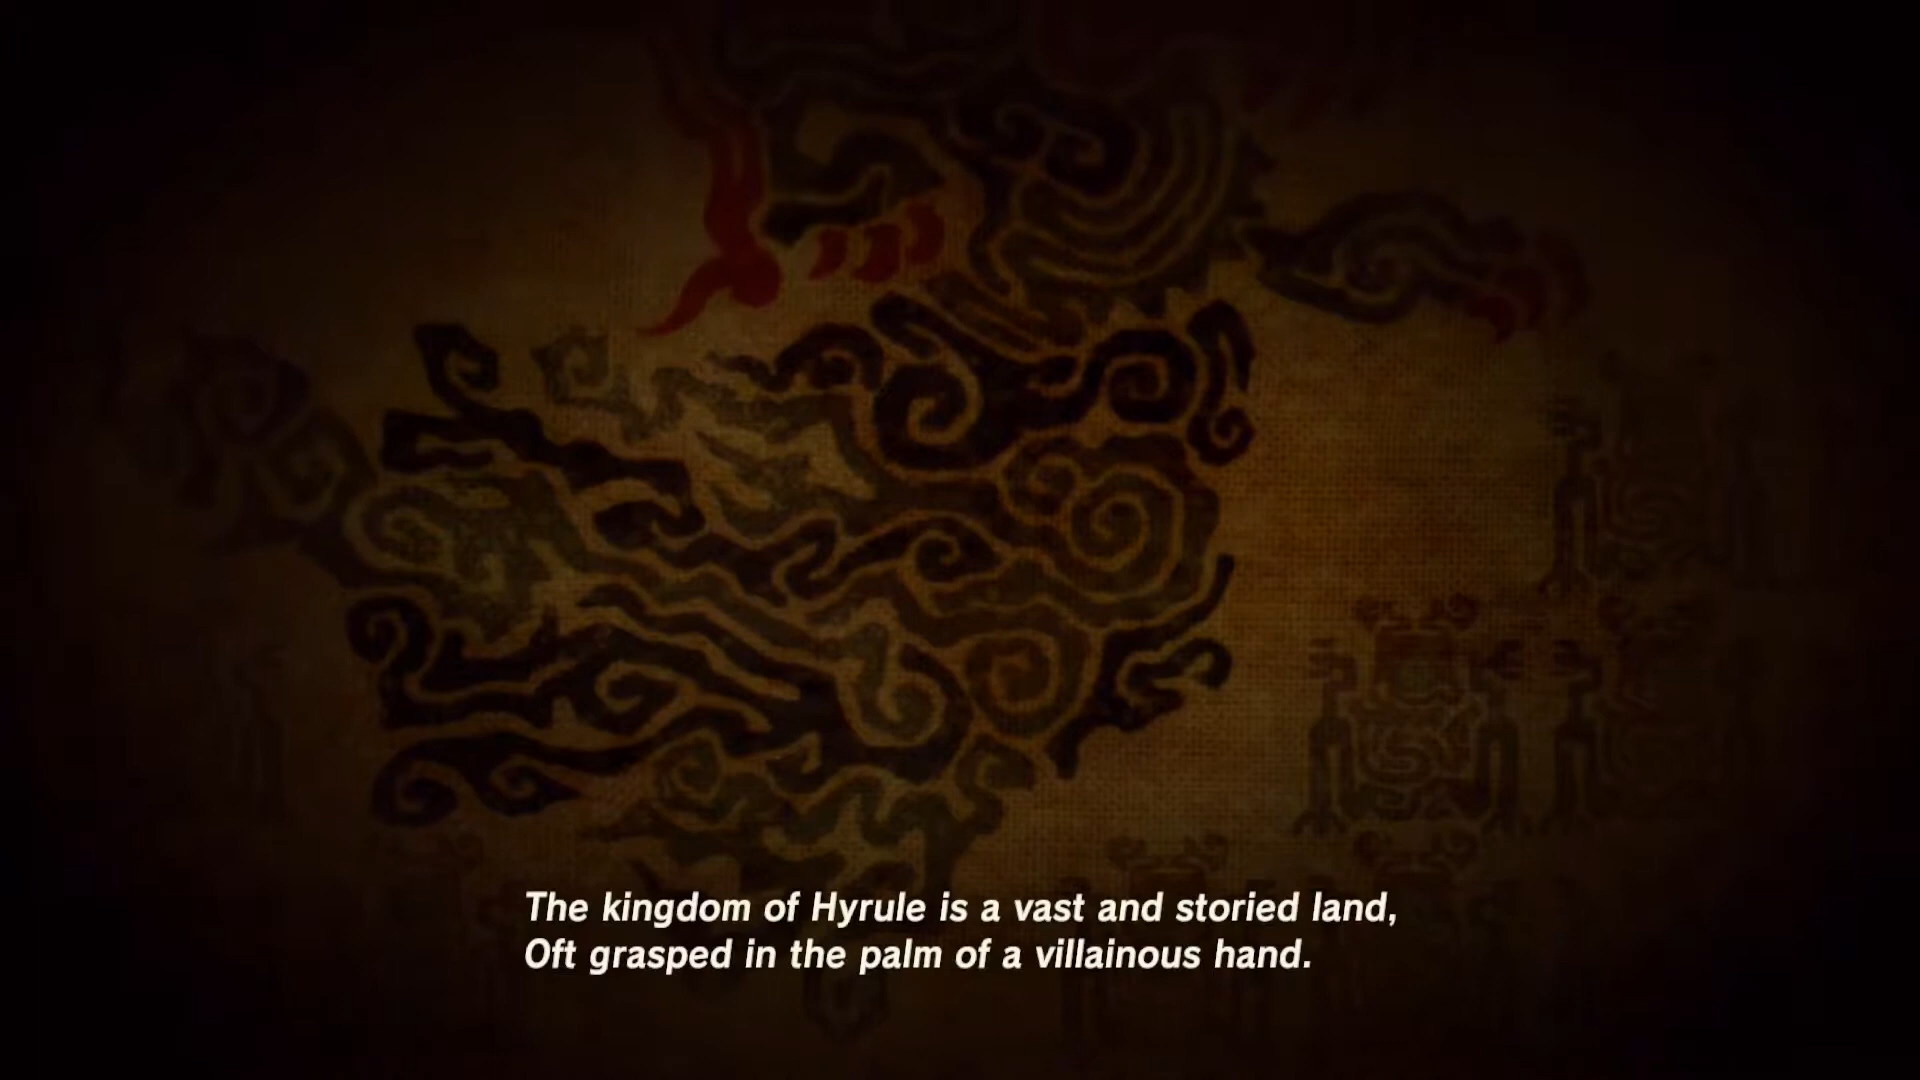 The kingdom of Hyrule is a vast and storied land,
Oft grasped in the palm of a villainous hand.